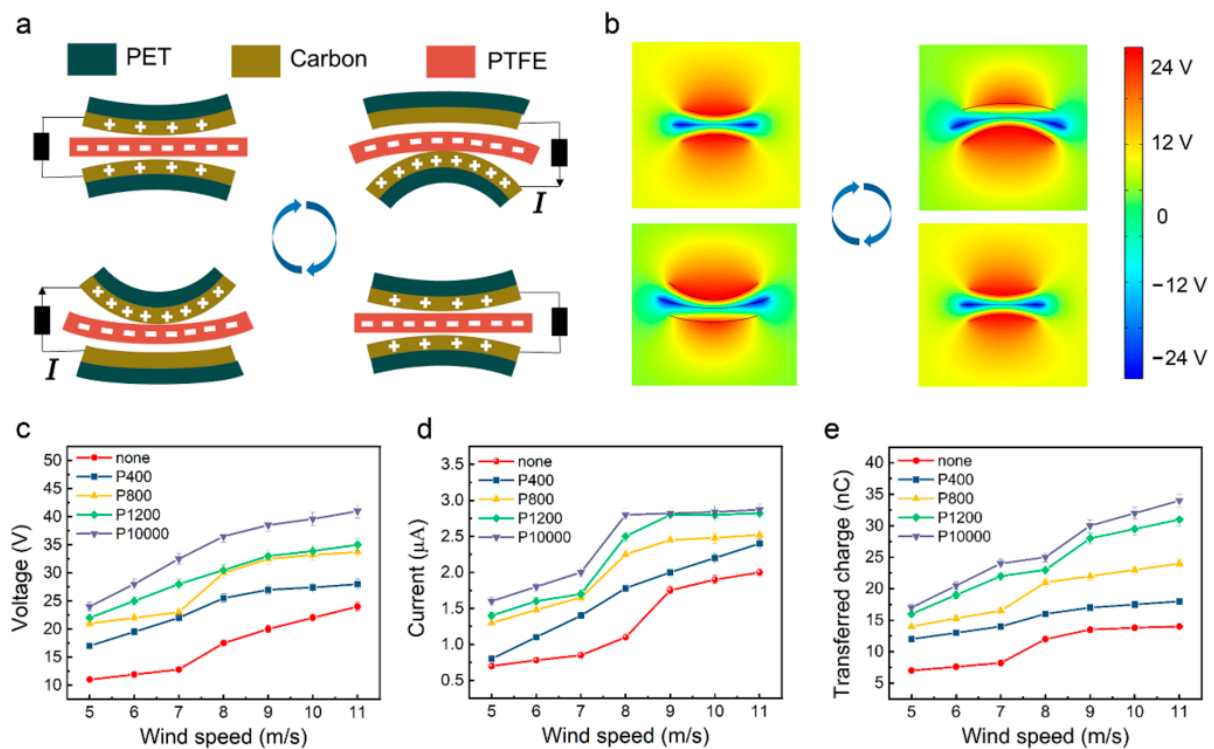 a
PET
Carbon
PTFE
I
I
b
24 V
12 V
0
−12 V
−24 V
c
none
P400
P800
P1200
P10000
Voltage (V)
50
45
40
35
30
25
20
15
10
5 6 7 8 9 10 11
Wind speed (m/s)
d
none
P400
P800
P1200
P10000
Current (μA)
3.5
3.0
2.5
2.0
1.5
1.0
0.5
5 6 7 8 9 10 11
Wind speed (m/s)
e
none
P400
P800
P1200
P10000
Transferred charge (nC)
40
35
30
25
20
15
10
5
5 6 7 8 9 10 11
Wind speed (m/s)